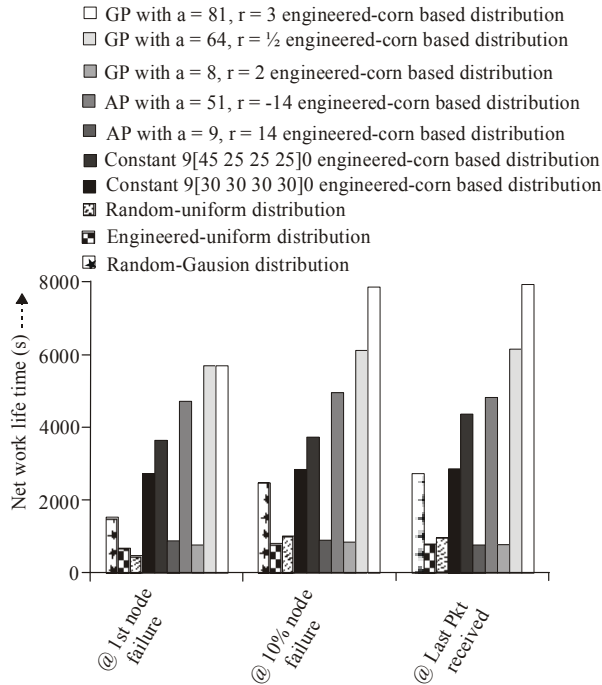 GP with a = 81, r = 3 engineered-corn based distribution
GP with a = 64, r = ½ engineered-corn based distribution
GP with a = 8, r = 2 engineered-corn based distribution
AP with a = 51, r = -14 engineered-corn based distribution
AP with a = 9, r = 14 engineered-corn based distribution
Constant 9[45 25 25 25]0 engineered-corn based distribution
Constant 9[30 30 30 30]0 engineered-corn based distribution
Random-uniform distribution
Engineered-uniform distribution
Random-Gausion distribution
Net work life time (s)
8000
6000
4000
2000
0
@ 1st node
failure
@ 10% node
failure
@ Last Pkt
received